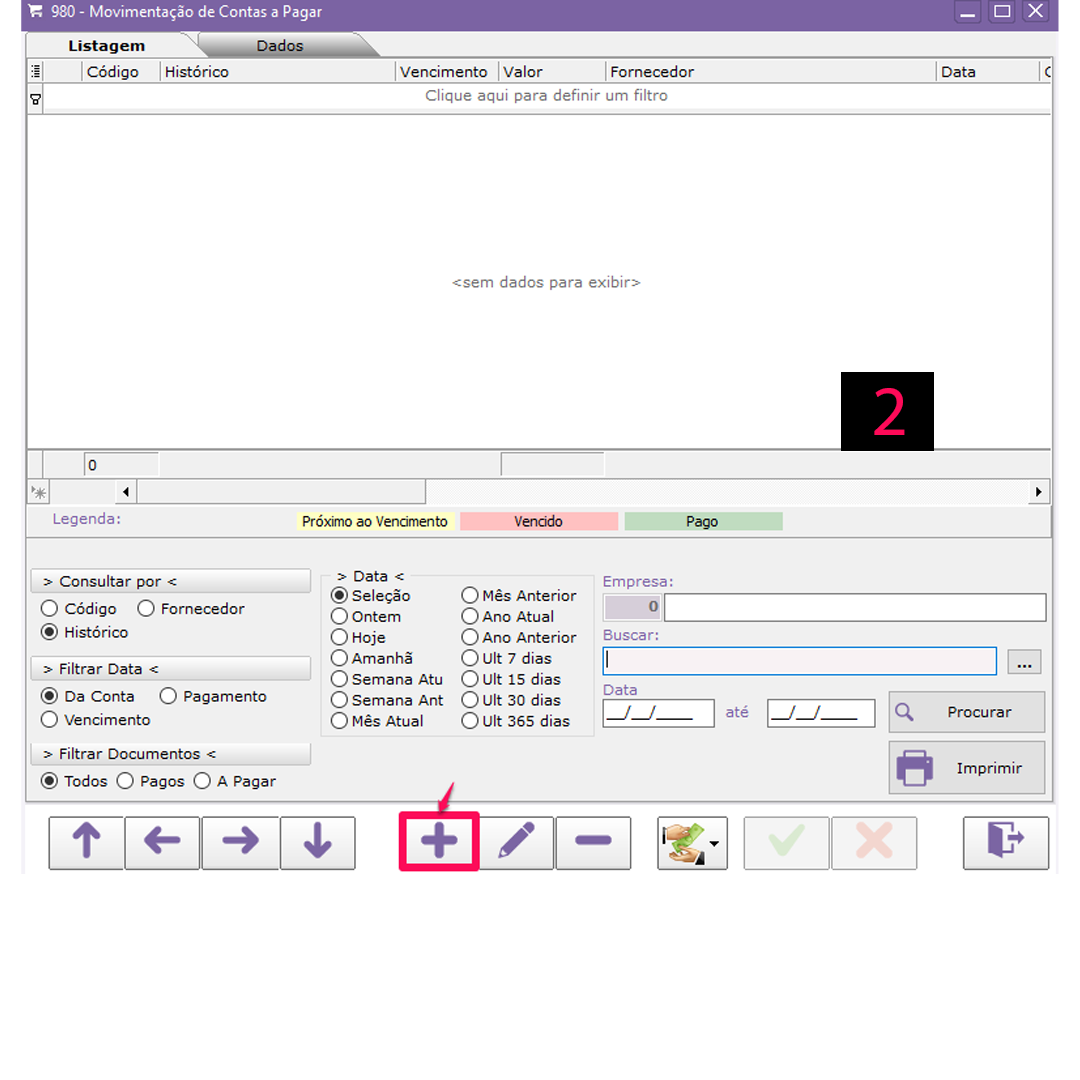 980 - Movimentação de Contas a Pagar
Listagem Dados
Código Histórico Vencimento Valor Fornecedor Data
Clique aqui para definir um filtro
<sem dados para exibir>
2
0
Legenda: Próximo ao Vencimento Vencido Pago
> Consultar por <
Código Fornecedor
Histórico
> Filtrar Data <
Da Conta Pagamento
Vencimento
> Filtrar Documentos <
Todos Pagos A Pagar
> Data <
Seleção Mês Anterior
Ontem Ano Atual
Hoje Ano Anterior
Amanhã Ult 7 dias
Semana Atu Ult 15 dias
Semana Ant Ult 30 dias
Mês Atual Ult 365 dias
Empresa:
0
Buscar:
...
Data
__/__/____ até __/__/____
Procurar
Imprimir